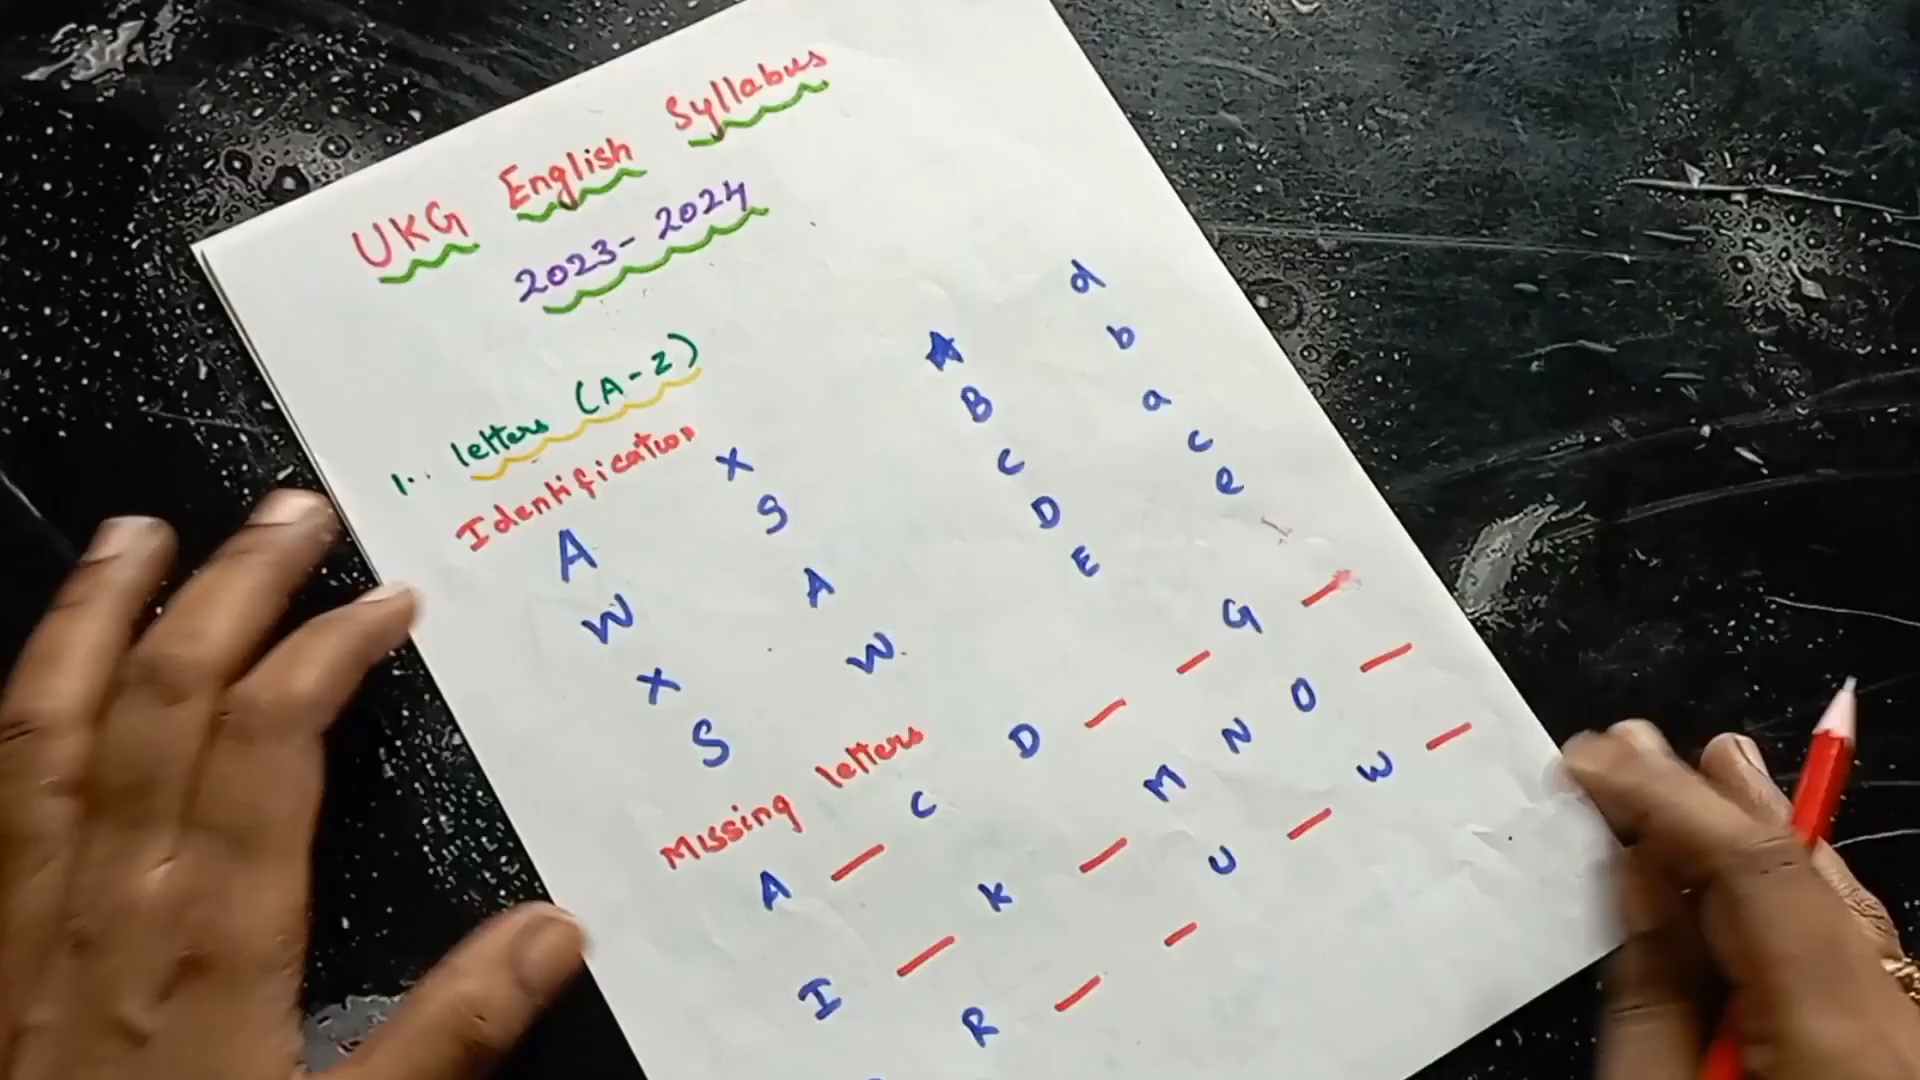 UKG English Syllabus
2023-2024
1. letters (A-Z)
Identification
A X
W S
X A
S W
A d
B b
C a
D c
E e
Missing letters
A _ C D _ _ G _
I _ K _ M N O _
R _ _ U _ W _